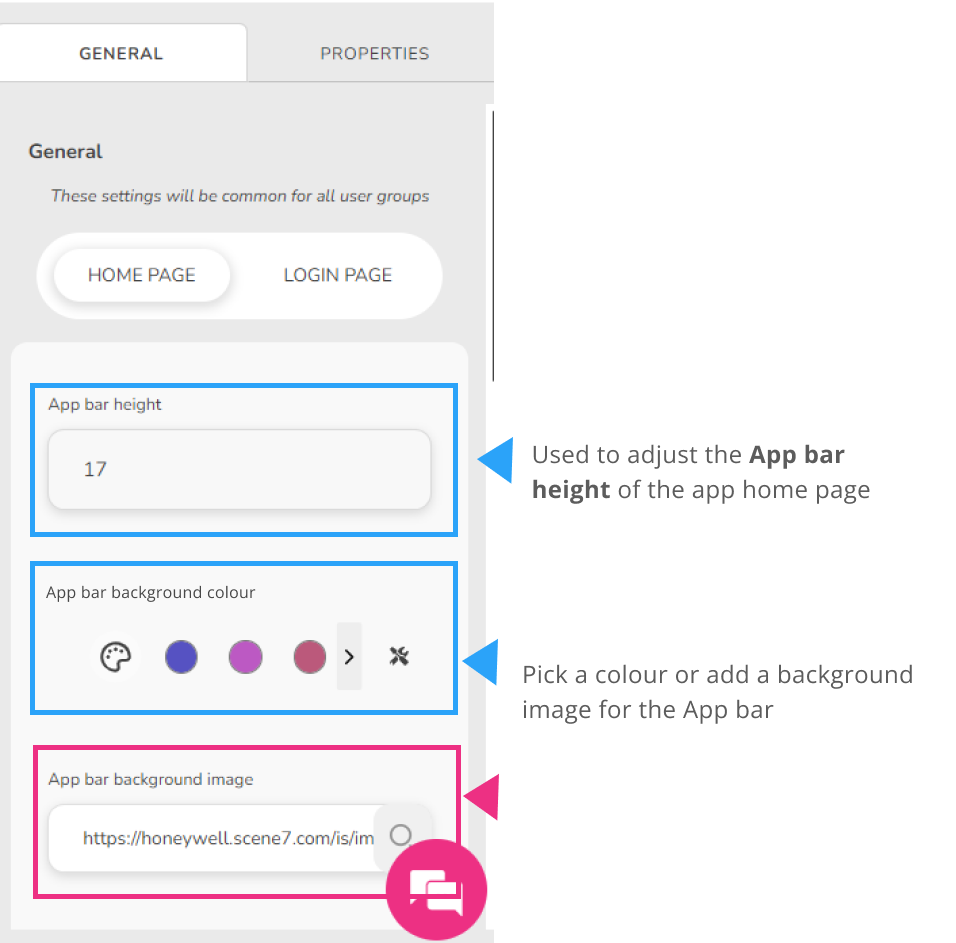 GENERAL
PROPERTIES
General
These settings will be common for all user groups
HOME PAGE
LOGIN PAGE
App bar height
17
Used to adjust the App bar
height of the app home page
App bar background colour
Pick a colour or add a background
image for the App bar
App bar background image
https://honeywell.scene7.com/is/im